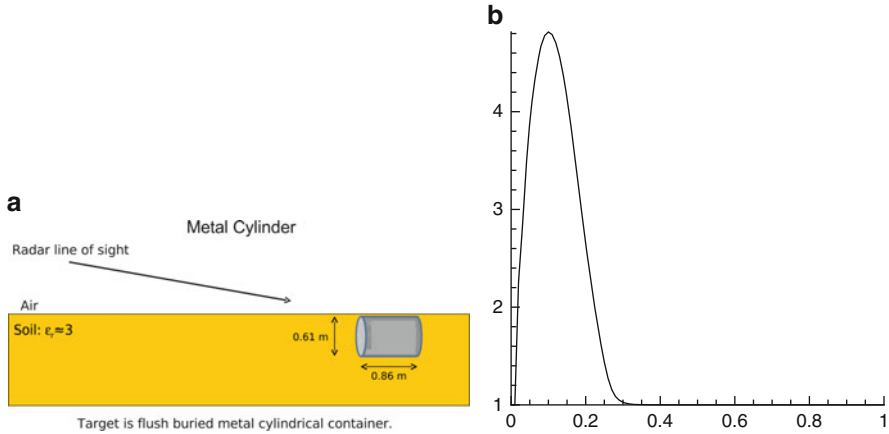 a
Metal Cylinder
Radar line of sight
Air
Soil: εᵣ≈3
0.61 m
0.86 m
Target is flush buried metal cylindrical container.
b
4
3
2
1
0 0.2 0.4 0.6 0.8 1